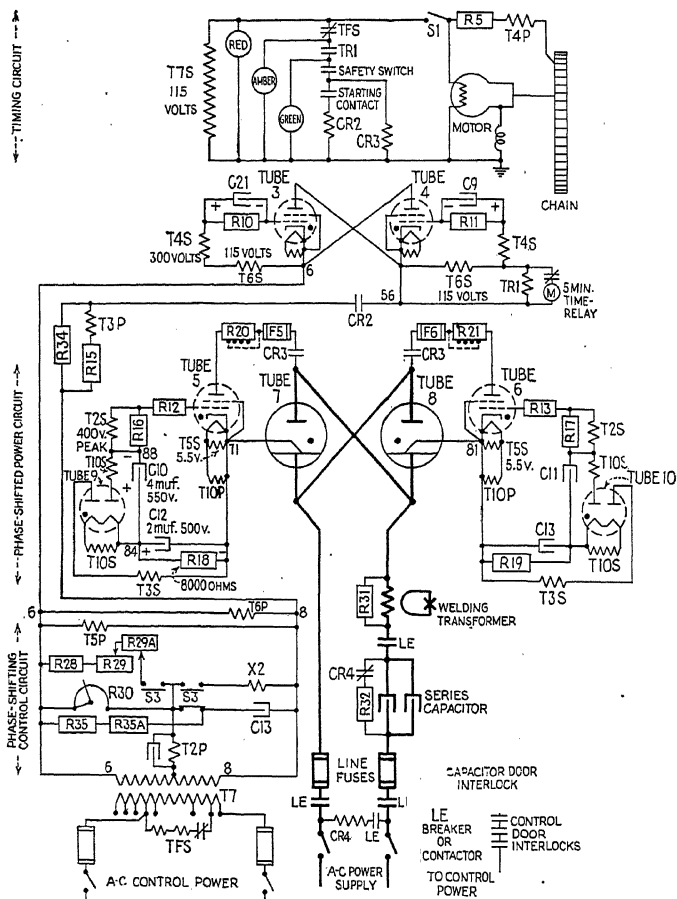 TIMING CIRCUIT
T7S
115
VOLTS
RED
AMBER
GREEN
TFS
TR1
SAFETY SWITCH
STARTING
CONTACT
CR2
CR3
S1
R5
T4P
MOTOR
CHAIN
TUBE
3
TUBE
4
C21
+
-
R10
C9
-
+
R11
T4S
300 VOLTS
115 VOLTS
T6S
6
T4S
T6S
115 VOLTS
TR1
M
5 MIN.
TIME-
RELAY
56
CR2
R34
T3P
R15
PHASE-SHIFTED POWER CIRCUIT
R20
F5
CR3
F6
R21
CR3
TUBE
5
TUBE
7
TUBE
8
TUBE
6
R12
T2S
400V.
PEAK
R16
88
T10S
TUBE9
-
+
C10
4 muf.
550v.
T5S
5.5v.
71
T10P
C12
2 muf. 500v.
84
+
-
T10S
R18
8000 OHMS
T3S
R13
R17
T2S
81
T5S
5.5v.
T10P
C11
T10S
TUBE 10
C13
R19
T10S
T3S
R31
WELDING
TRANSFORMER
LE
CR4
R32
SERIES
CAPACITOR
PHASE-SHIFTING
CONTROL CIRCUIT
6
T6P
8
T5P
R28
R29
R29A
S3
S3
X2
R30
R35
R35A
C13
T2P
6
8
T7
TFS
A-C CONTROL POWER
LINE
FUSES
LE
LE
CR4
LE
A-C POWER
SUPPLY
CAPACITOR DOOR
INTERLOCK
LE
BREAKER
OR
CONTACTOR
CONTROL
DOOR
INTERLOCKS
TO CONTROL
POWER